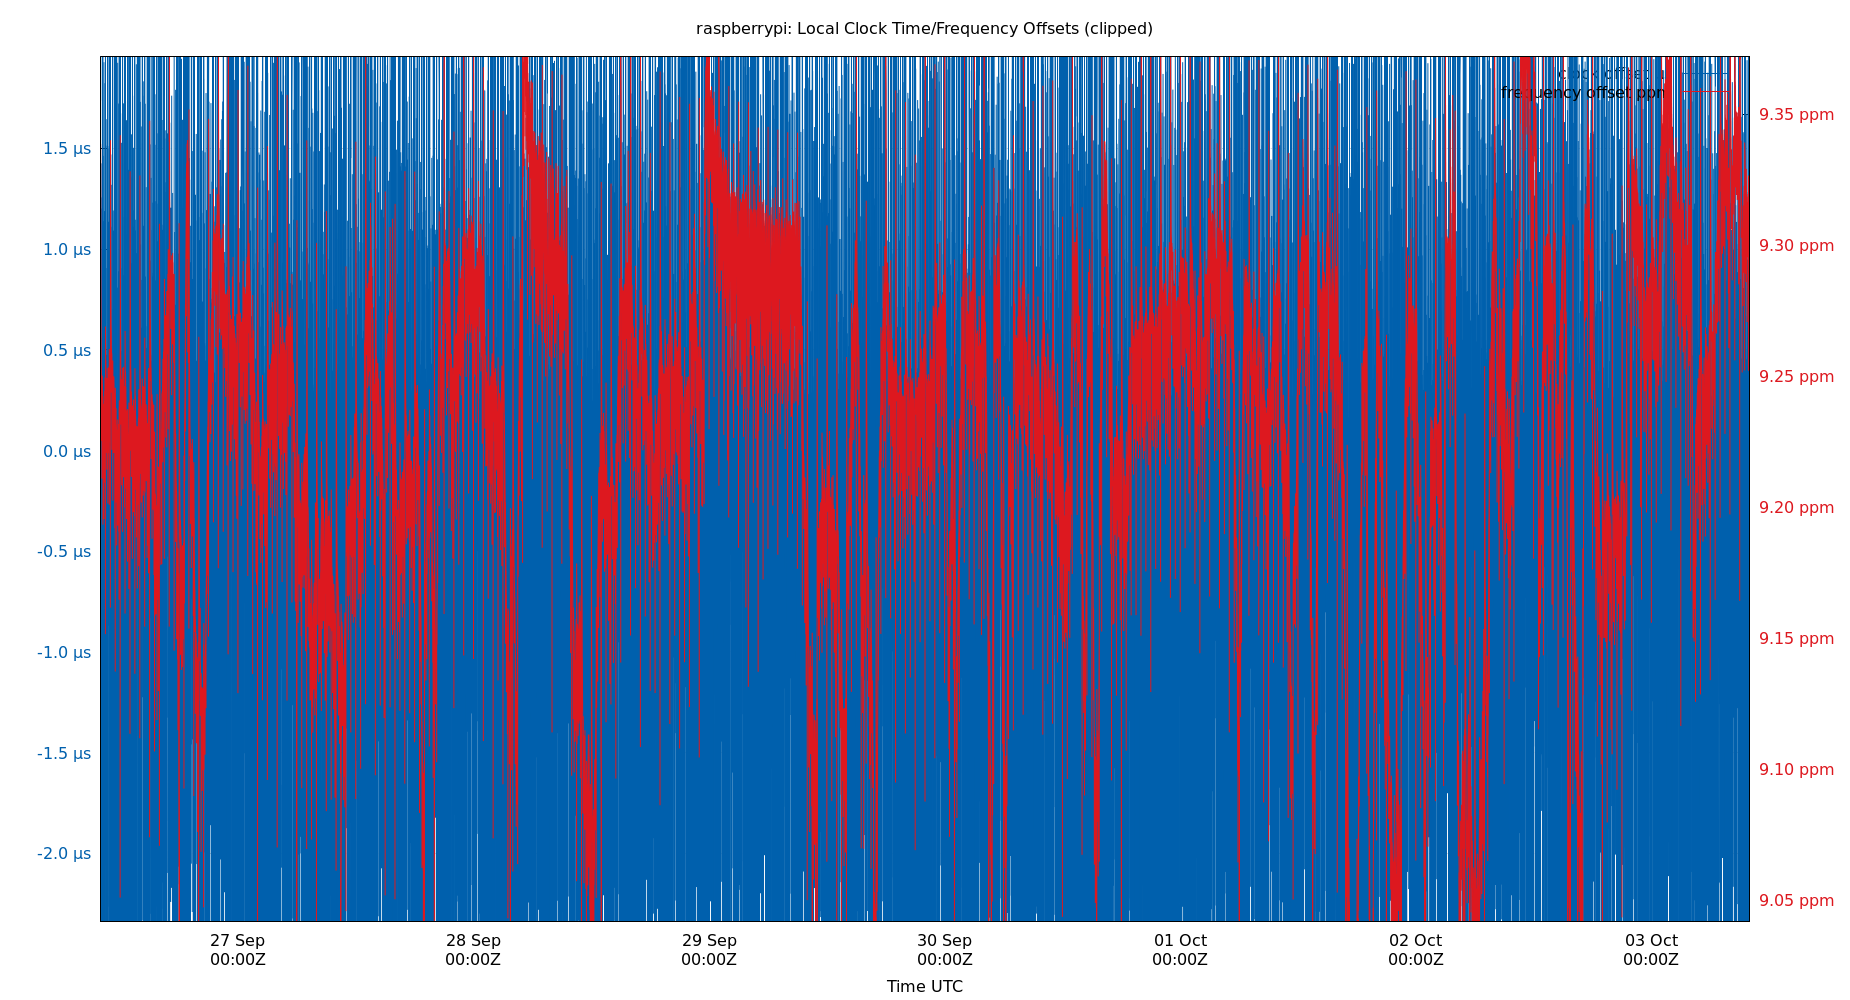 raspberrypi: Local Clock Time/Frequency Offsets (clipped)
clock offset
frequency offset ppm
1.5 µs
1.0 µs
0.5 µs
0.0 µs
-0.5 µs
-1.0 µs
-1.5 µs
-2.0 µs
9.35 ppm
9.30 ppm
9.25 ppm
9.20 ppm
9.15 ppm
9.10 ppm
9.05 ppm
27 Sep
00:00Z
28 Sep
00:00Z
29 Sep
00:00Z
30 Sep
00:00Z
01 Oct
00:00Z
02 Oct
00:00Z
03 Oct
00:00Z
Time UTC